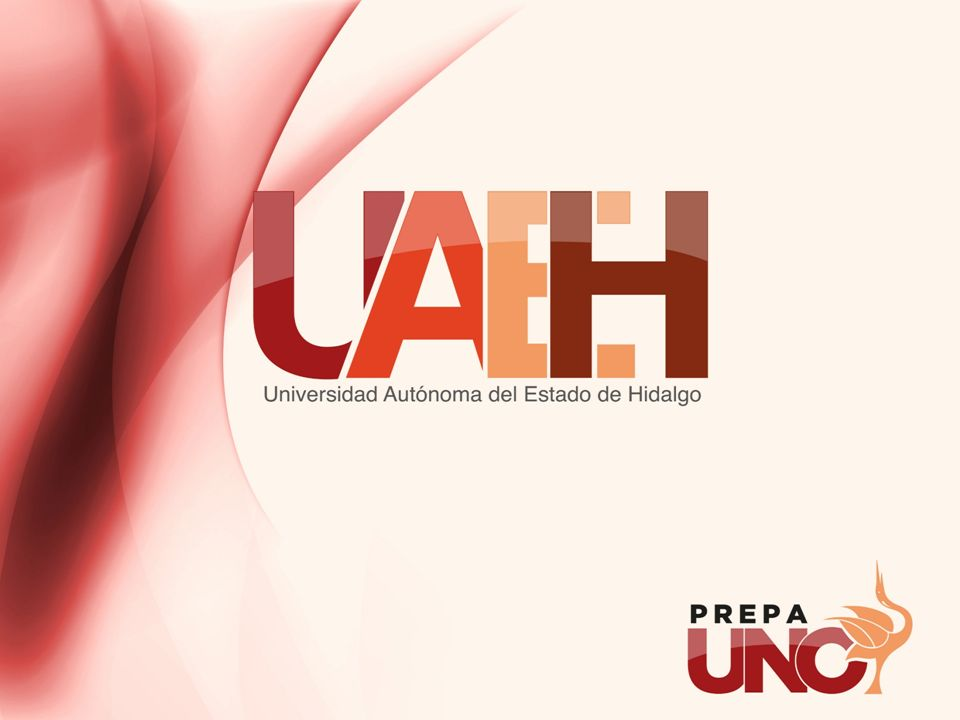 UAEH
Universidad Autónoma del Estado de Hidalgo
PREPA
UNO